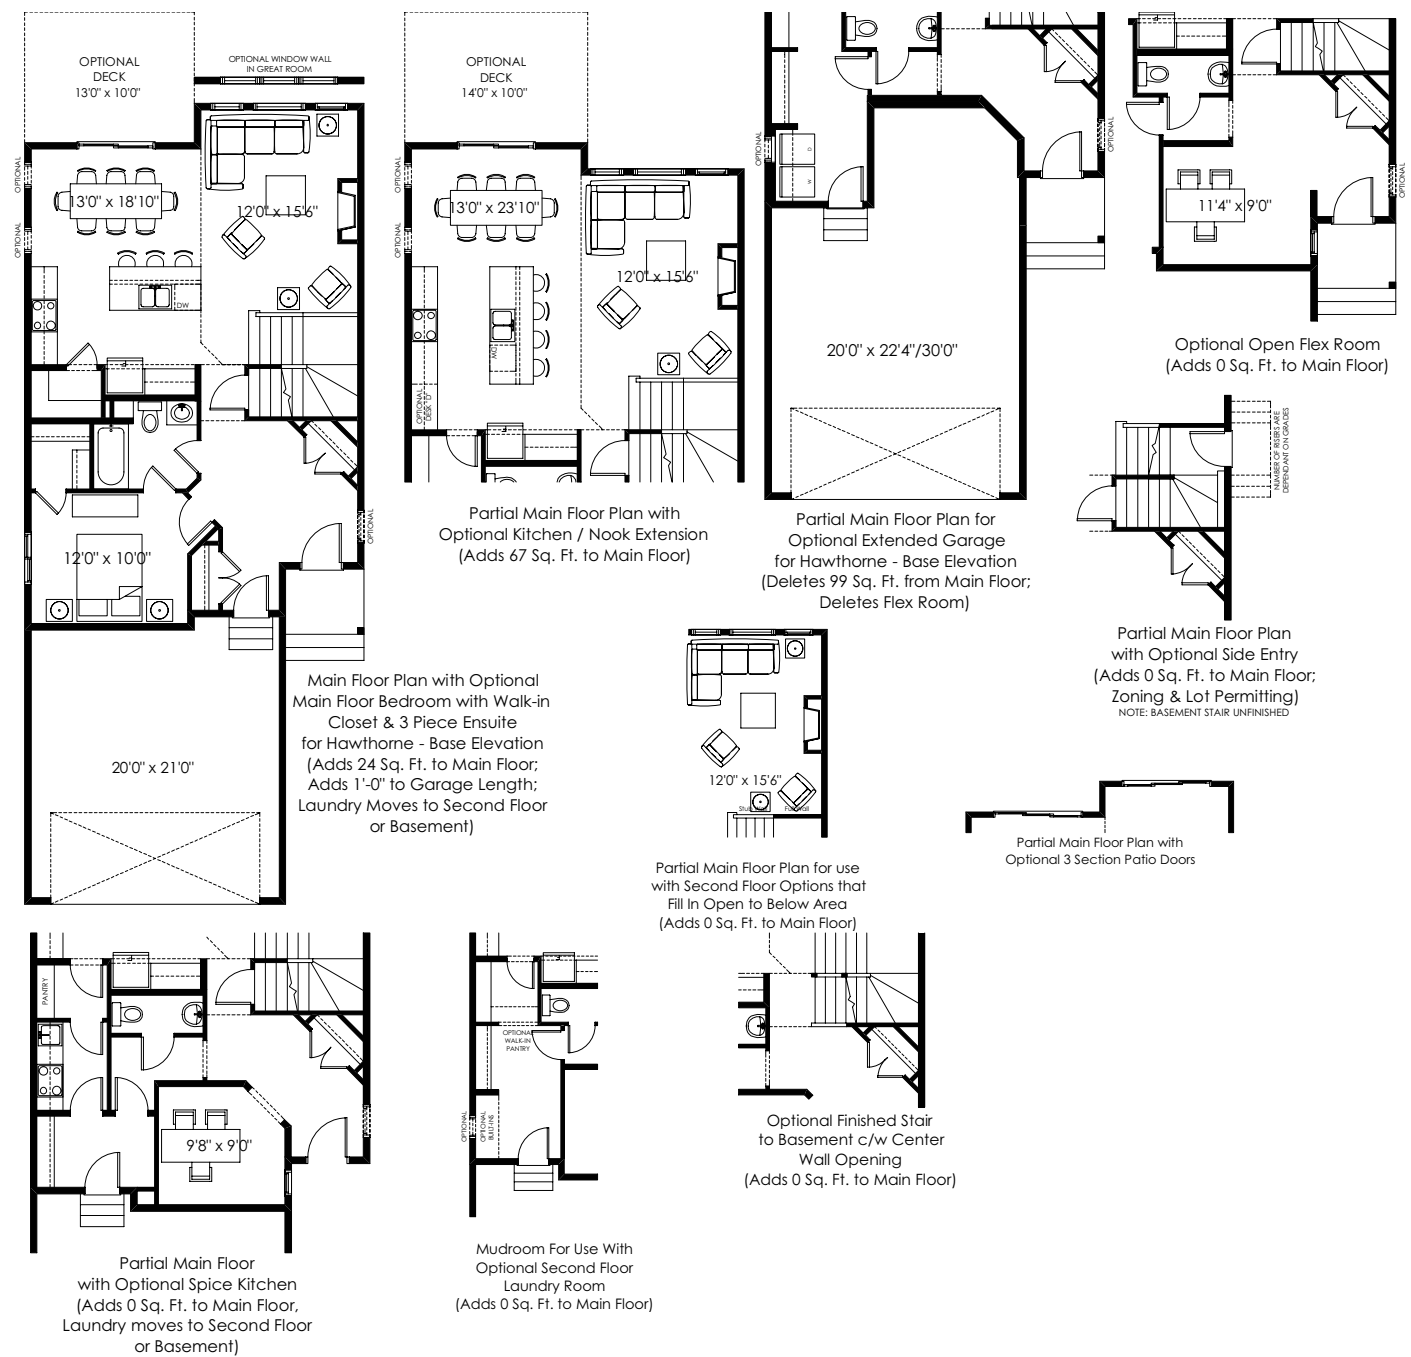 OPTIONAL
DECK
13'0" x 10'0"
OPTIONAL WINDOW WALL
IN GREAT ROOM
OPTIONAL
OPTIONAL
13'0" x 18'10"
12'0" x 15'6"
DW
F
OPTIONAL
12'0" x 10'0"
20'0" x 21'0"
Main Floor Plan with Optional
Main Floor Bedroom with Walk-in
Closet & 3 Piece Ensuite
for Hawthorne - Base Elevation
(Adds 24 Sq. Ft. to Main Floor;
Adds 1'-0" to Garage Length;
Laundry Moves to Second Floor
or Basement)
OPTIONAL
DECK
14'0" x 10'0"
OPTIONAL
OPTIONAL
13'0" x 23'10"
12'0" x 15'6"
DW
OPTIONAL
DESK "D"
F
Partial Main Floor Plan with
Optional Kitchen / Nook Extension
(Adds 67 Sq. Ft. to Main Floor)
OPTIONAL
D
W
OPTIONAL
20'0" x 22'4"/30'0"
Partial Main Floor Plan for
Optional Extended Garage
for Hawthorne - Base Elevation
(Deletes 99 Sq. Ft. from Main Floor;
Deletes Flex Room)
F
OPTIONAL
11'4" x 9'0"
Optional Open Flex Room
(Adds 0 Sq. Ft. to Main Floor)
NUMBER OF RISERS ARE
DEPENDANT ON GRADES
Partial Main Floor Plan
with Optional Side Entry
(Adds 0 Sq. Ft. to Main Floor;
Zoning & Lot Permitting)
NOTE: BASEMENT STAIR UNFINISHED
12'0" x 15'6"
Partial Main Floor Plan for use
with Second Floor Options that
Fill In Open to Below Area
(Adds 0 Sq. Ft. to Main Floor)
Partial Main Floor Plan with
Optional 3 Section Patio Doors
PANTRY
F
9'8" x 9'0"
Partial Main Floor
with Optional Spice Kitchen
(Adds 0 Sq. Ft. to Main Floor,
Laundry moves to Second Floor
or Basement)
F
OPTIONAL
WALK-IN
PANTRY
OPTIONAL
OPTIONAL
BUILT-INS
Mudroom For Use With
Optional Second Floor
Laundry Room
(Adds 0 Sq. Ft. to Main Floor)
Optional Finished Stair
to Basement c/w Center
Wall Opening
(Adds 0 Sq. Ft. to Main Floor)